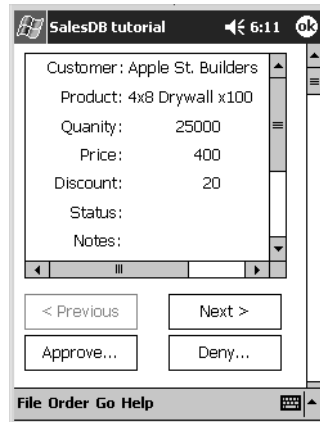 SalesDB tutorial 6:11 ok
Customer: Apple St. Builders
Product: 4x8 Drywall x100
Quanity: 25000
Price: 400
Discount: 20
Status:
Notes:
< Previous Next >
Approve... Deny...
File Order Go Help